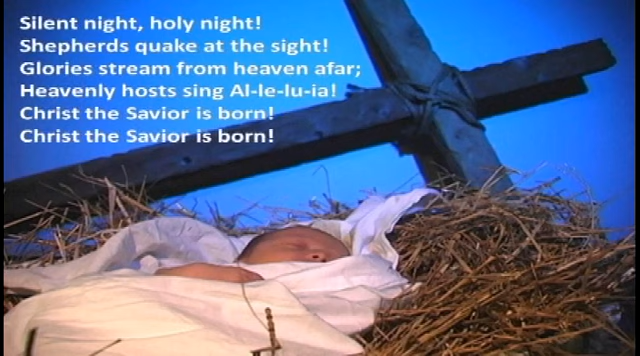 Silent night, holy night!
Shepherds quake at the sight!
Glories stream from heaven afar;
Heavenly hosts sing Al-le-lu-ia!
Christ the Savior is born!
Christ the Savior is born!